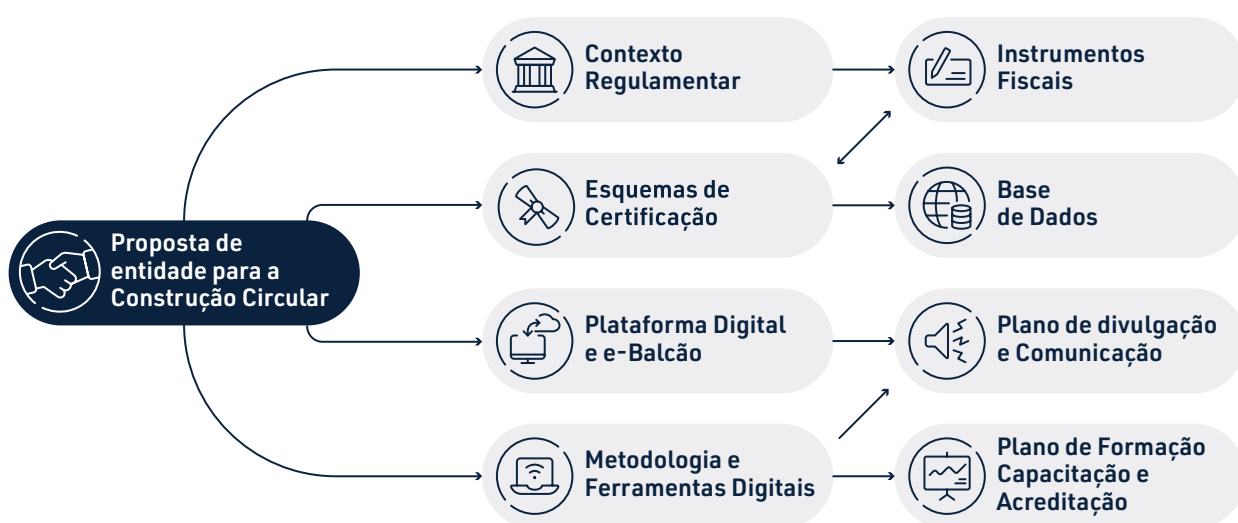 Proposta de
entidade para a
Construção Circular
Contexto
Regulamentar
Instrumentos
Fiscais
Esquemas de
Certificação
Base
de Dados
Plataforma Digital
e e-Balcão
Plano de divulgação
e Comunicação
Metodologia e
Ferramentas Digitais
Plano de Formação
Capacitação e
Acreditação